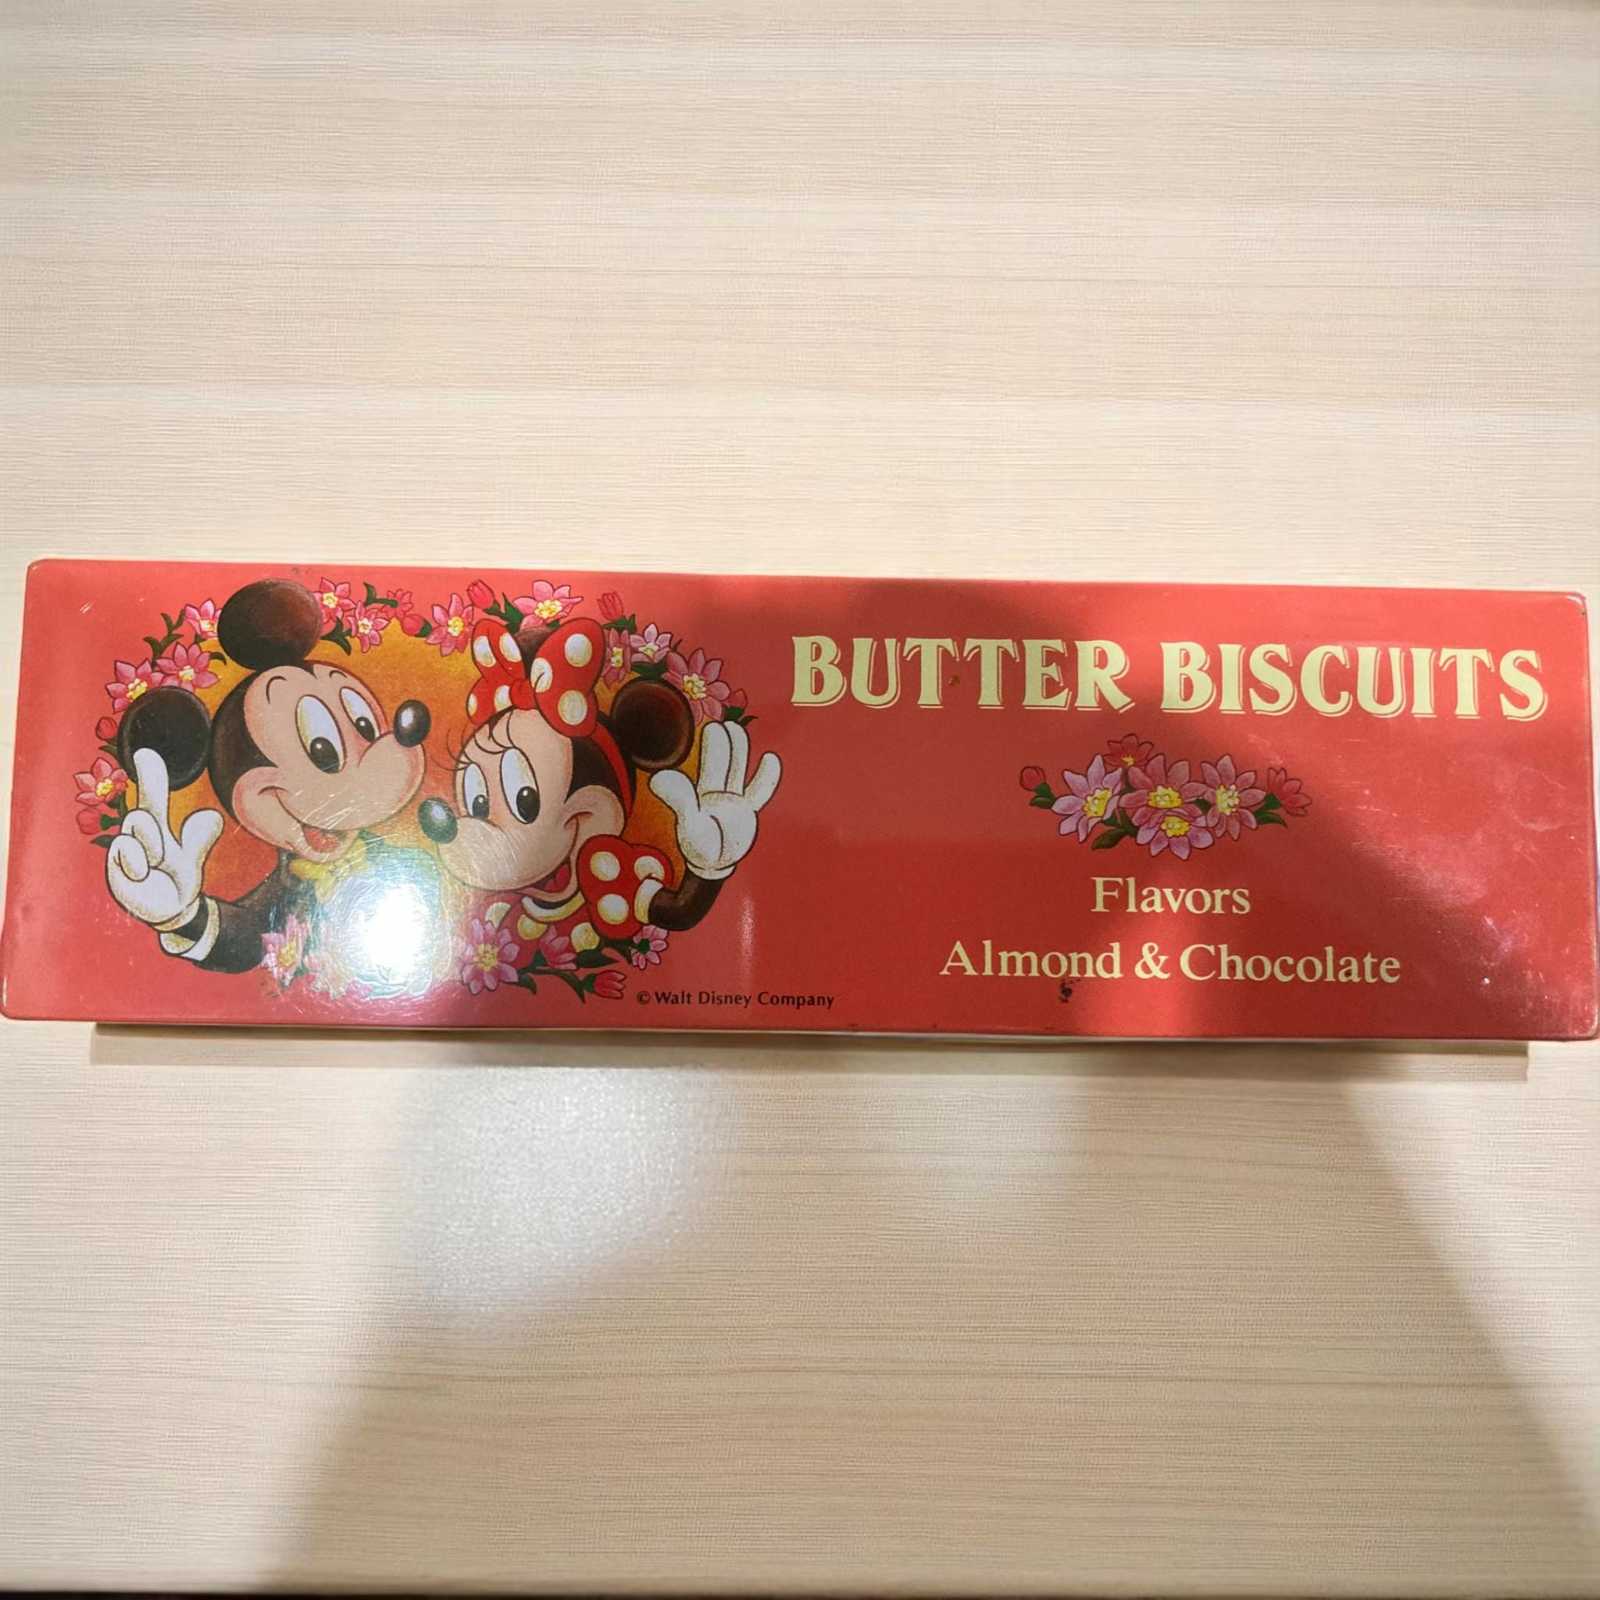 BUTTER BISCUITS
Flavors
Almond & Chocolate
© Walt Disney Company